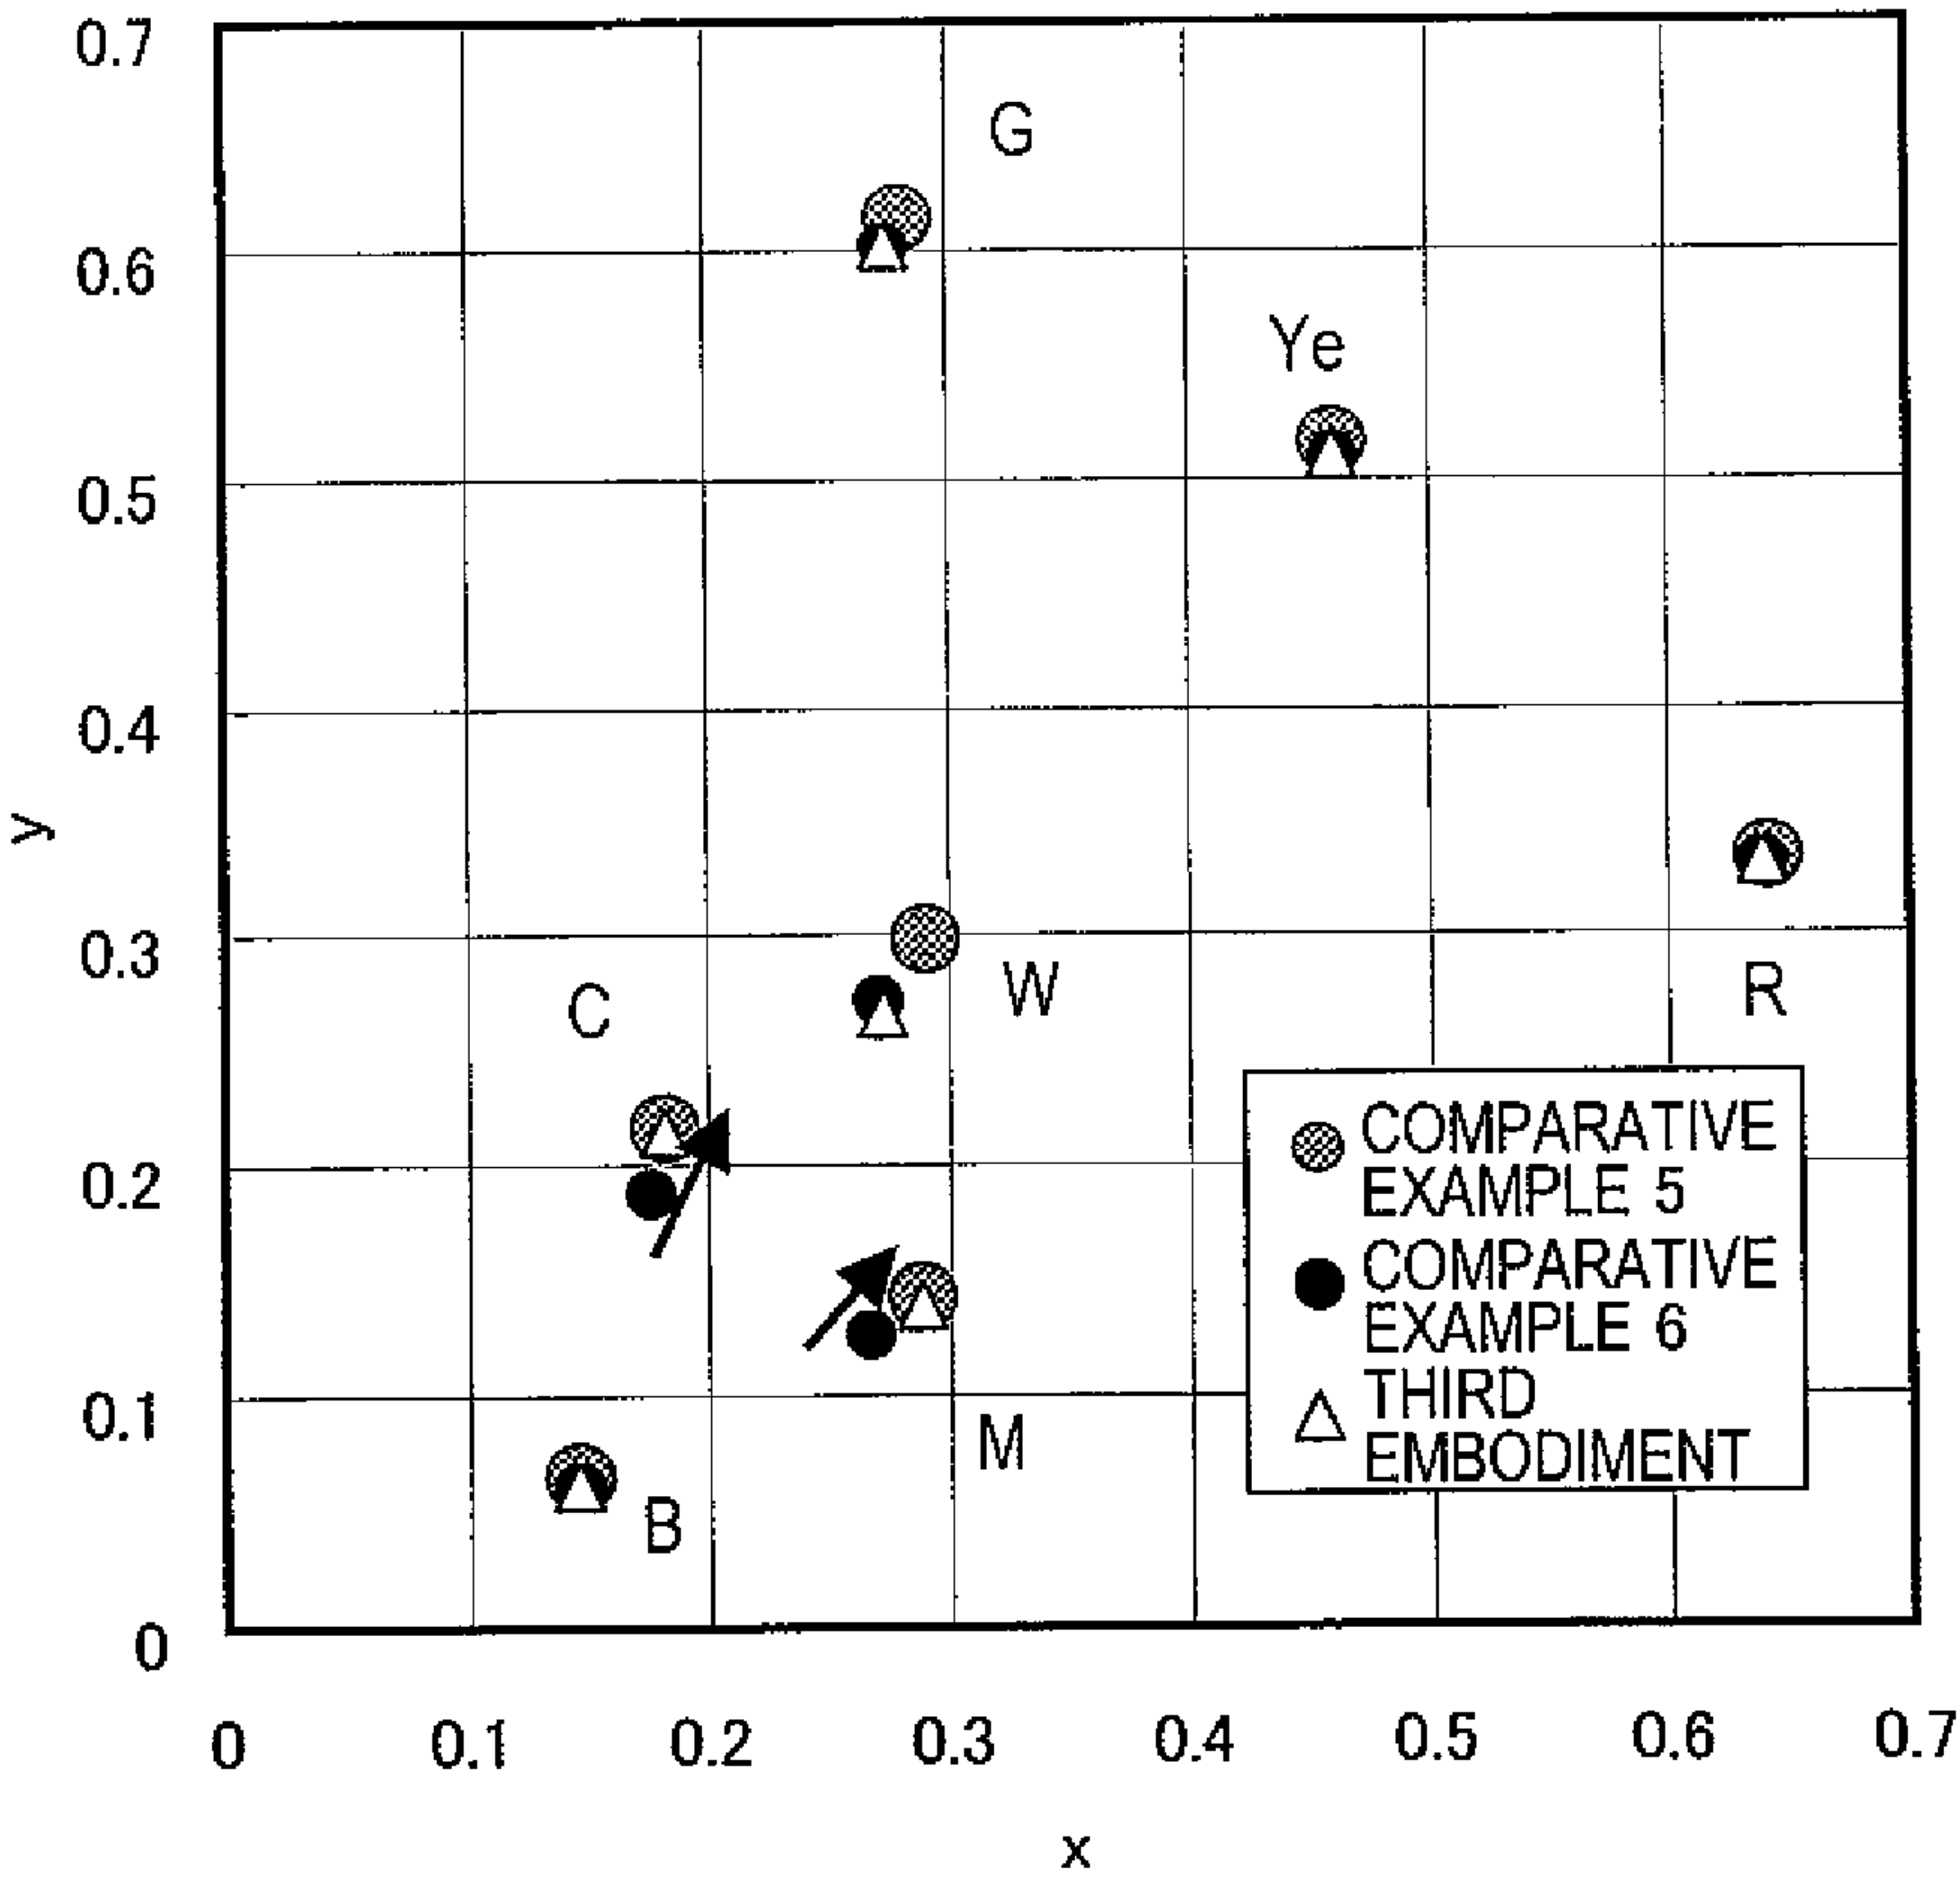 0.7
G
0.6
Ye
0.5
0.4
y
0.3
W
R
C
COMPARATIVE
EXAMPLE 5
0.2
COMPARATIVE
EXAMPLE 6
THIRD
EMBODIMENT
0.1
M
B
0
0 0.1 0.2 0.3 0.4 0.5 0.6 0.7
x